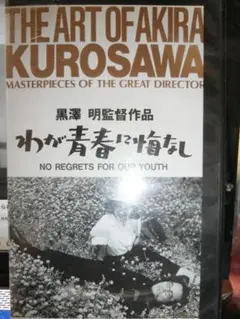 THE ART OF AKIRA
KUROSAWA
MASTERPIECES OF THE GREAT DIRECTOR
黒澤 明監督作品
わが青春に悔なし
NO REGRETS FOR OUR YOUTH